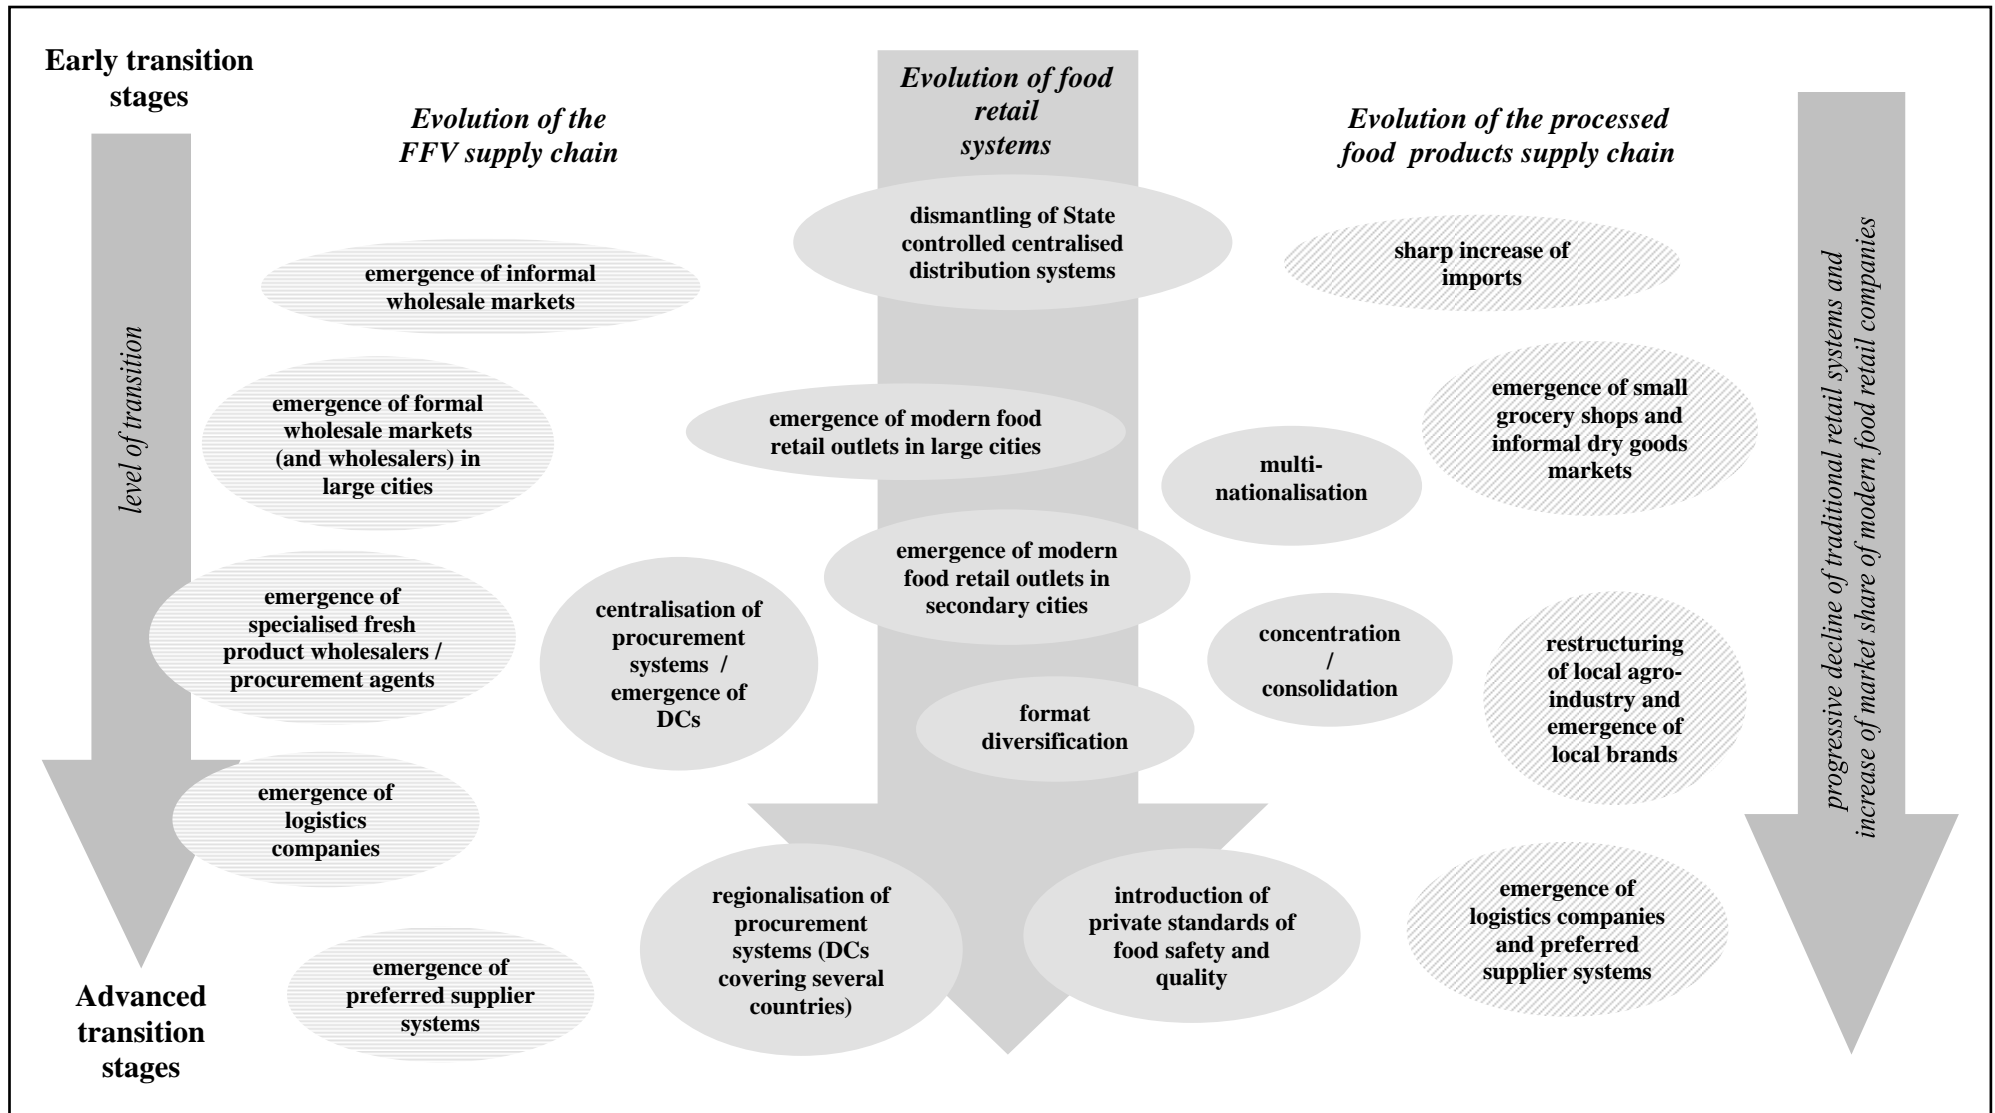 Early transition
stages
level of transition
Advanced
transition
stages
Evolution of the
FFV supply chain
emergence of informal
wholesale markets
emergence of formal
wholesale markets
(and wholesalers) in
large cities
emergence of
specialised fresh
product wholesalers /
procurement agents
emergence of
logistics
companies
emergence of
preferred supplier
systems
Evolution of food
retail
systems
dismantling of State
controlled centralised
distribution systems
emergence of modern food
retail outlets in large cities
multi-
nationalisation
emergence of modern
food retail outlets in
secondary cities
centralisation of
procurement
systems /
emergence of
DCs
concentration
/
consolidation
format
diversification
regionalisation of
procurement
systems (DCs
covering several
countries)
introduction of
private standards of
food safety and
quality
Evolution of the processed
food products supply chain
sharp increase of
imports
emergence of small
grocery shops and
informal dry goods
markets
restructuring
of local agro-
industry and
emergence of
local brands
emergence of
logistics companies
and preferred
supplier systems
progressive decline of traditional retail systems and
increase of market share of modern food retail companies